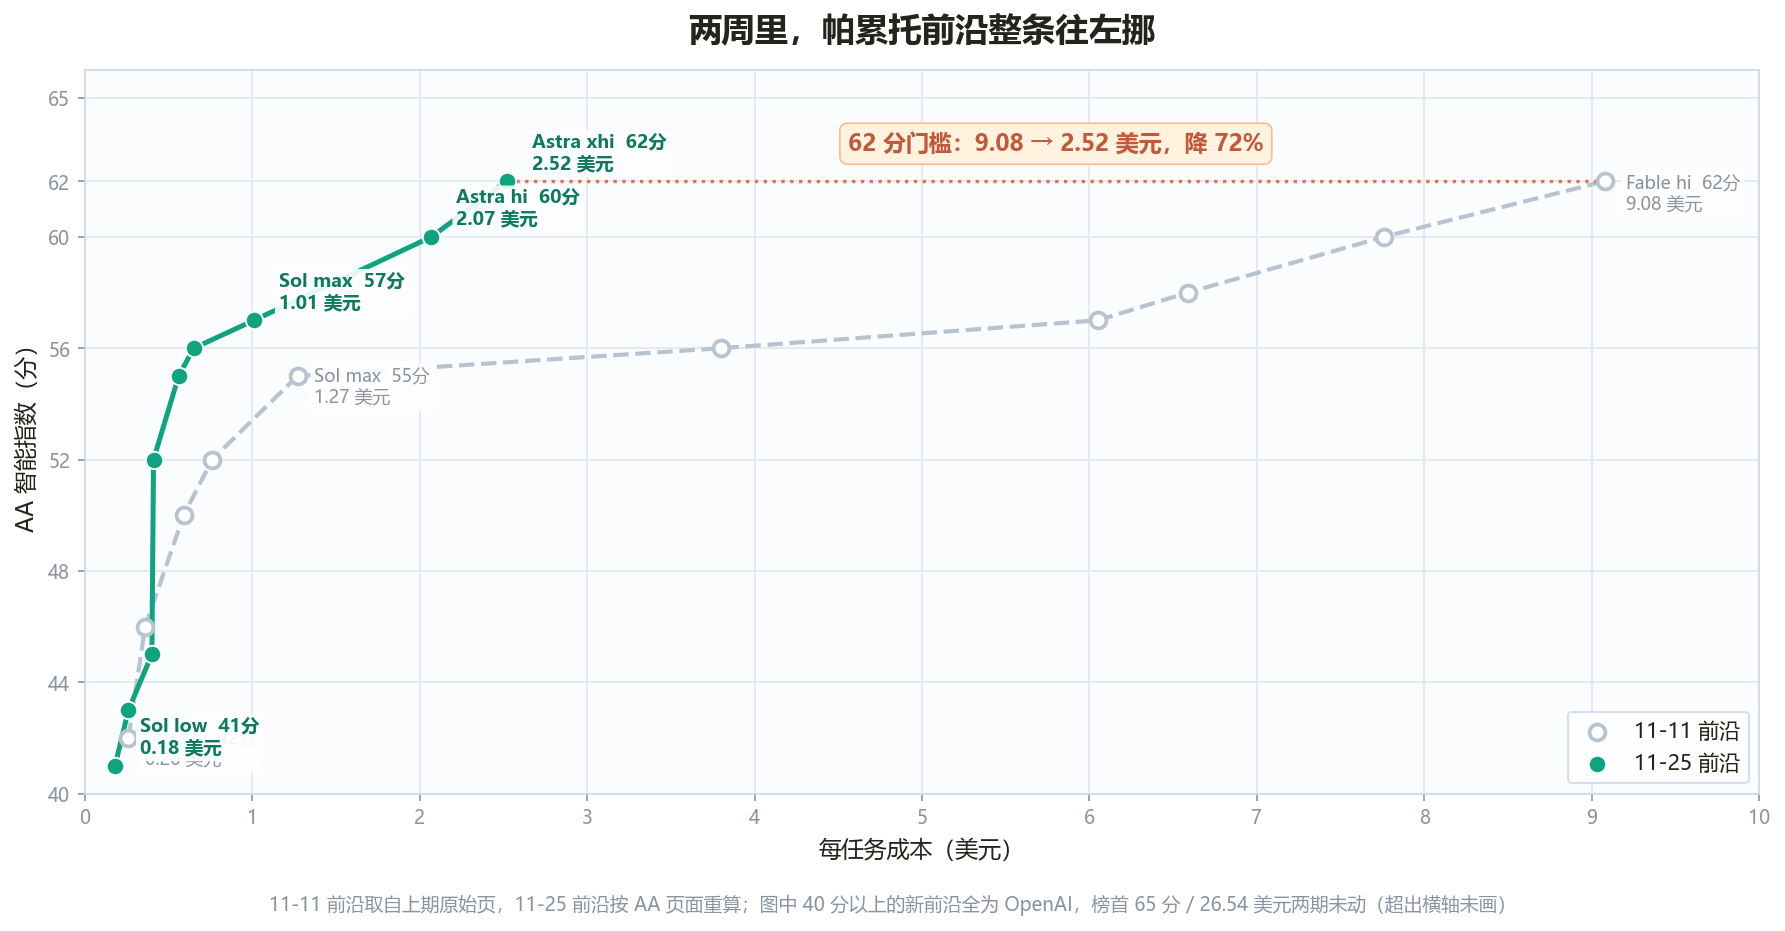 两周里，帕累托前沿整条往左挪
65
62
60
56
52
48
44
40
AA 智能指数（分）
Astra xhi 62分
2.52 美元
62 分门槛：9.08 → 2.52 美元，降 72%
Astra hi 60分
2.07 美元
Fable hi 62分
9.08 美元
Sol max 57分
1.01 美元
Sol max 55分
1.27 美元
Sol low 41分
0.18 美元
11-11 前沿
11-25 前沿
0 1 2 3 4 5 6 7 8 9 10
每任务成本（美元）
11-11 前沿取自上期原始页，11-25 前沿按 AA 页面重算；图中 40 分以上的新前沿全为 OpenAI，榜首 65 分 / 26.54 美元两期未动（超出横轴未画）